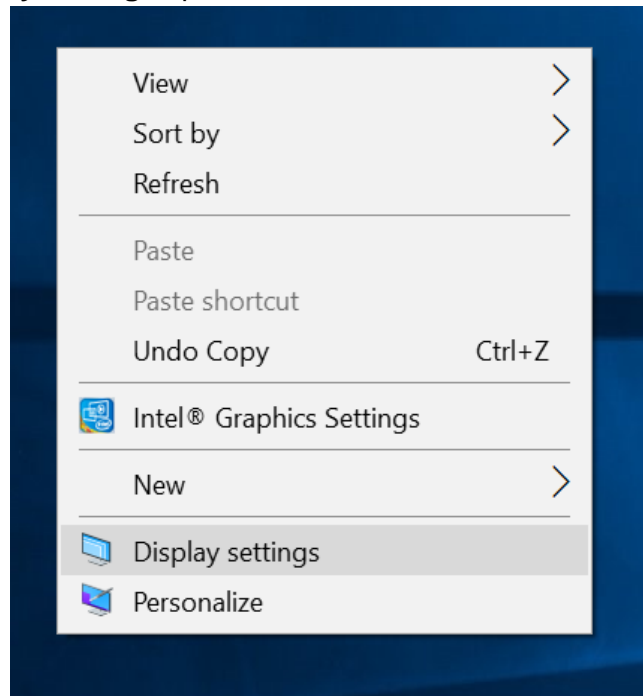 View
Sort by
Refresh
Paste
Paste shortcut
Undo Copy Ctrl+Z
Intel® Graphics Settings
New
Display settings
Personalize